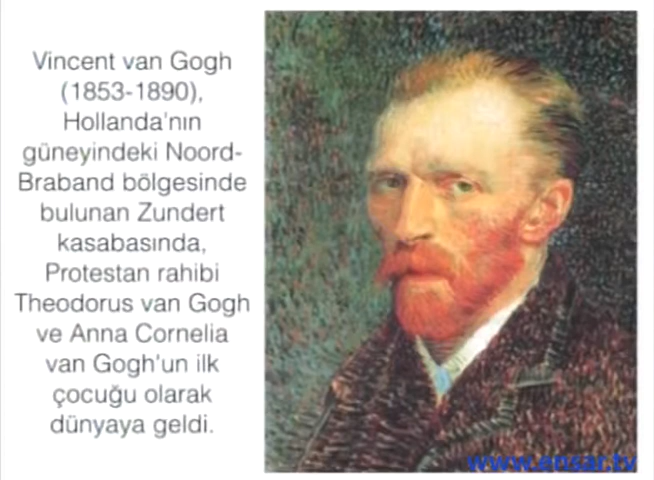 Vincent van Gogh
(1853-1890),
Hollanda'nın
güneyindeki Noord-
Braband bölgesinde
bulunan Zundert
kasabasında,
Protestan rahibi
Theodorus van Gogh
ve Anna Cornelia
van Gogh'un ilk
çocuğu olarak
dünyaya geldi.
www.ensar.tv